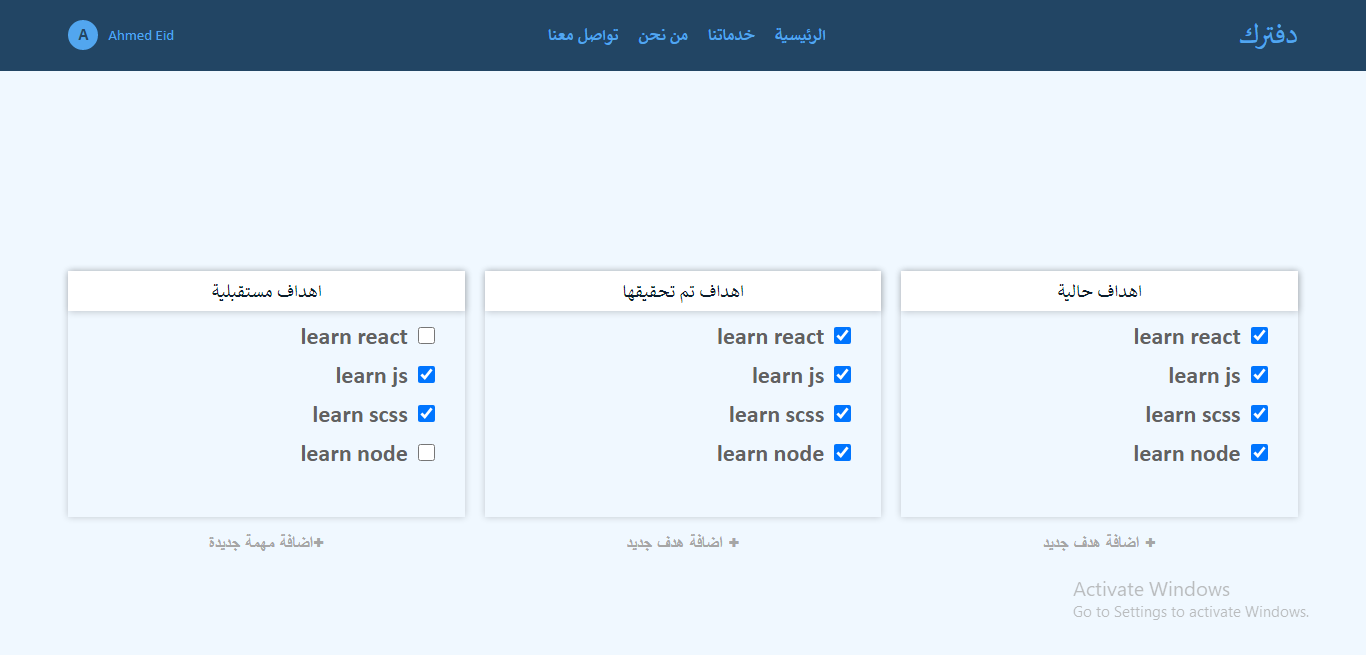 دفترك
الرئيسية خدماتنا من نحن تواصل معنا
Ahmed Eid A
اهداف حالية
learn react
learn js
learn scss
learn node
+ اضافة هدف جديد
اهداف تم تحقيقها
learn react
learn js
learn scss
learn node
+ اضافة هدف جديد
اهداف مستقبلية
learn react
learn js
learn scss
learn node
+اضافة مهمة جديدة
Activate Windows
Go to Settings to activate Windows.